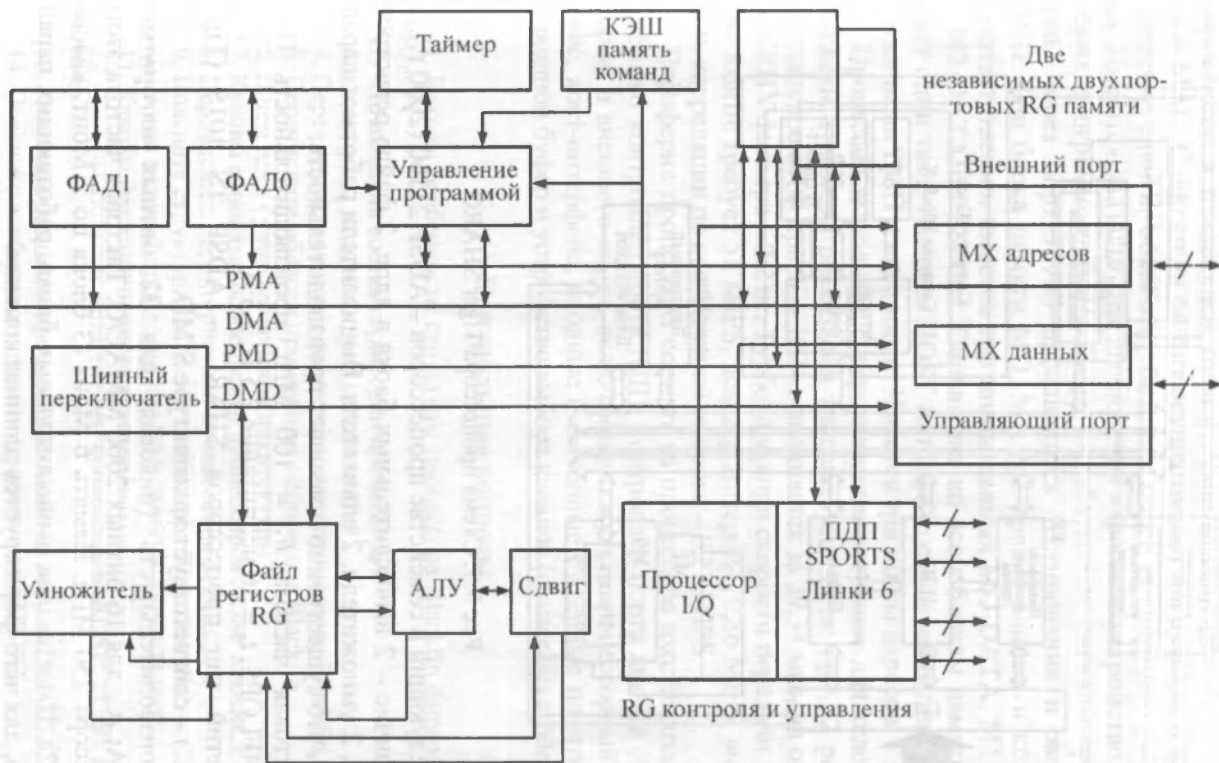 Таймер
КЭШ
память
команд
Две
независимых двухпор-
товых RG памяти
ФАД1
ФАД0
Управление
программой
Внешний порт
МХ адресов
PMA
DMA
PMD
DMD
Шинный
переключатель
МХ данных
Управляющий порт
Умножитель
Файл
регистров
RG
АЛУ
Сдвиг
Процессор
I/Q
ПДП
SPORTS
Линки 6
RG контроля и управления